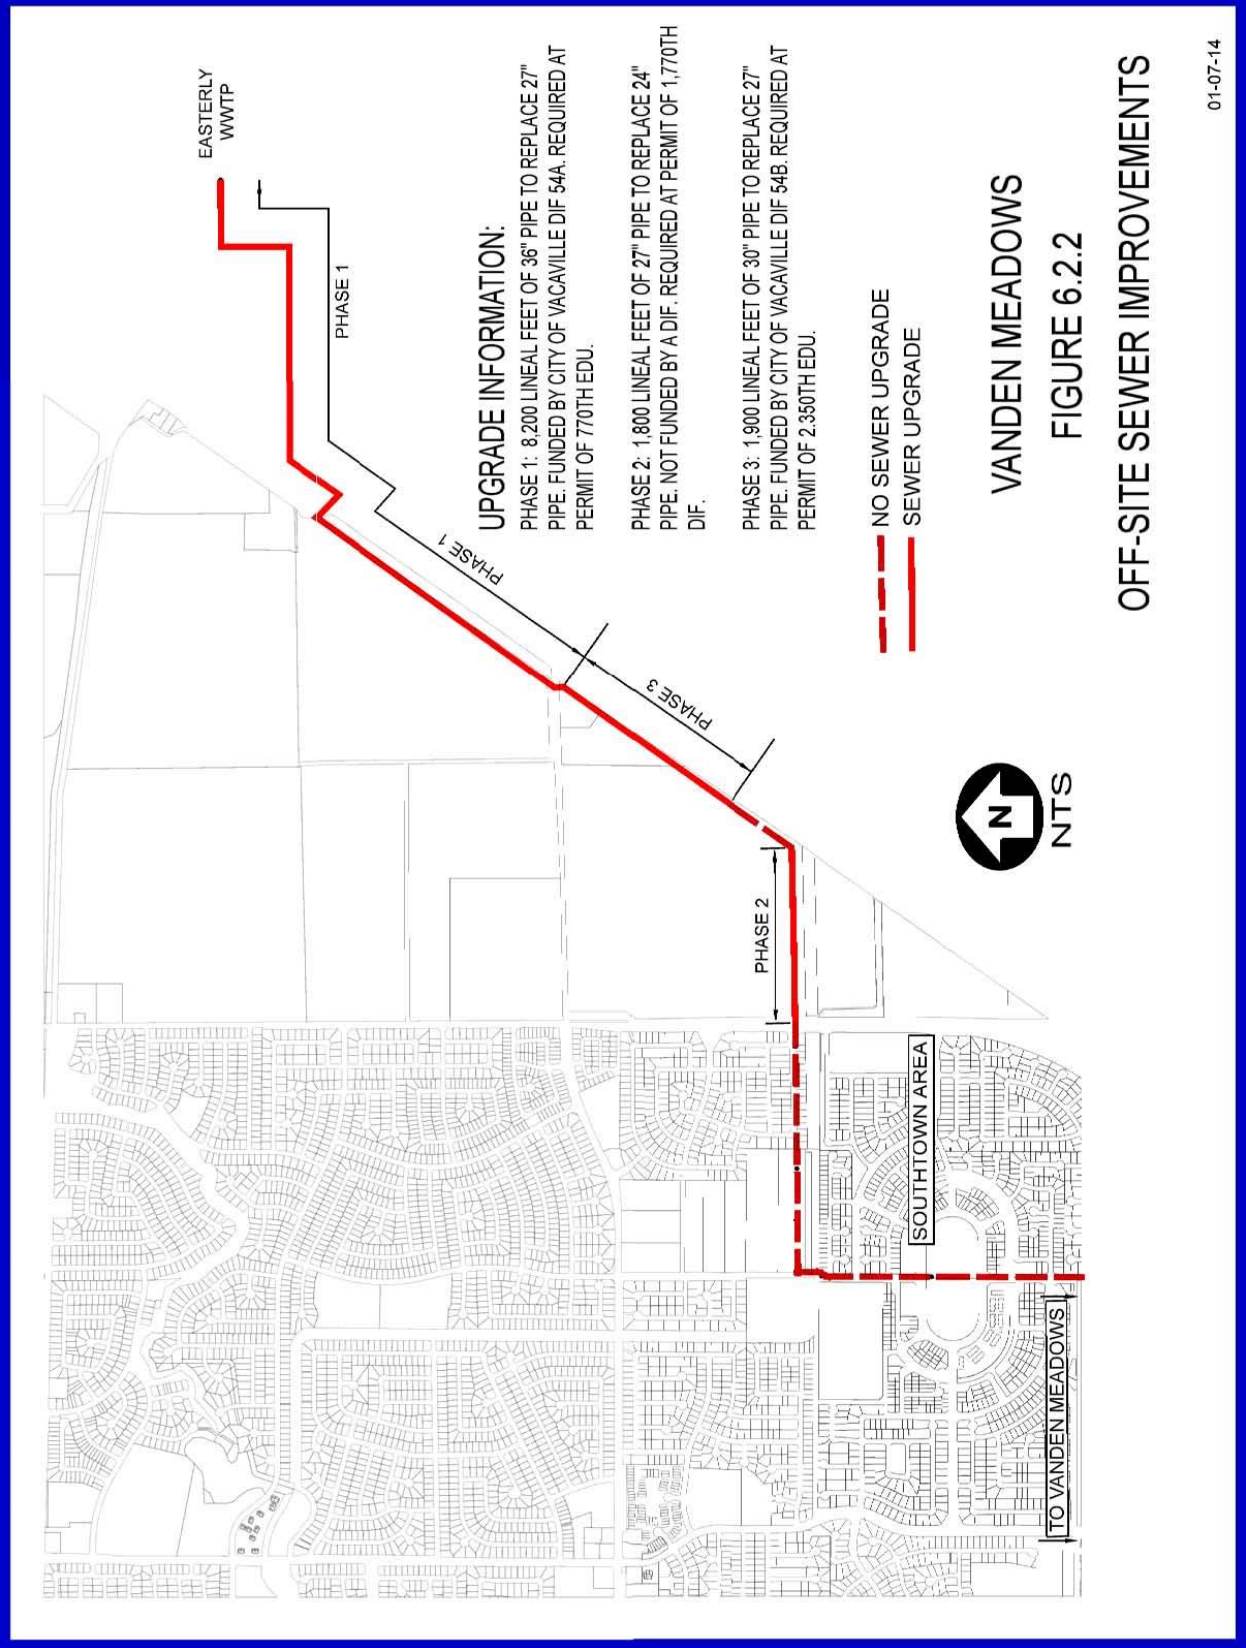 EASTERLY
WWTP
PHASE 1
PHASE 1
PHASE 3
PHASE 2
UPGRADE INFORMATION:
PHASE 1: 8,200 LINEAL FEET OF 36" PIPE TO REPLACE 27"
PIPE. FUNDED BY CITY OF VACAVILLE DIF 54A. REQUIRED AT
PERMIT OF 770TH EDU.
PHASE 2: 1,800 LINEAL FEET OF 27" PIPE TO REPLACE 24"
PIPE. NOT FUNDED BY A DIF. REQUIRED AT PERMIT OF 1,770TH
DIF.
PHASE 3: 1,900 LINEAL FEET OF 30" PIPE TO REPLACE 27"
PIPE. FUNDED BY CITY OF VACAVILLE DIF 54B. REQUIRED AT
PERMIT OF 2.350TH EDU.
NO SEWER UPGRADE
SEWER UPGRADE
SOUTHTOWN AREA
TO VANDEN MEADOWS
N
NTS
VANDEN MEADOWS
FIGURE 6.2.2
OFF-SITE SEWER IMPROVEMENTS
01-07-14